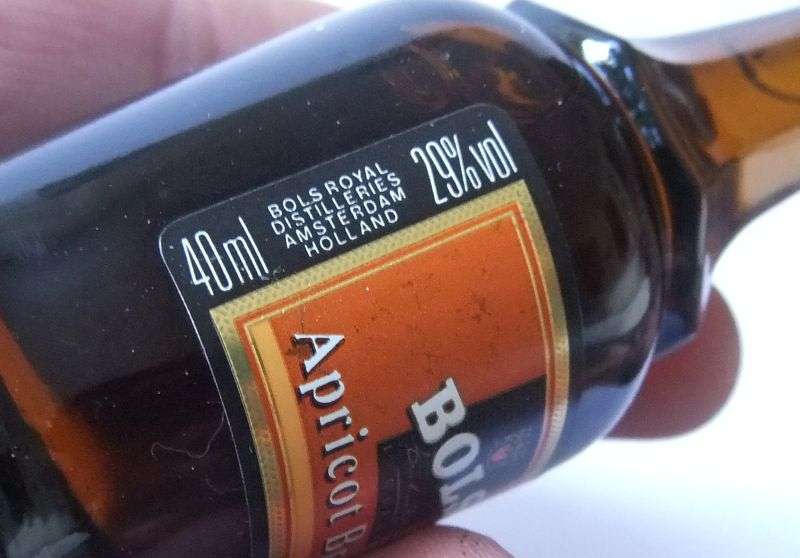 40ml
BOLS ROYAL
DISTILLERIES
AMSTERDAM
HOLLAND
29%vol
BOLS
Apricot